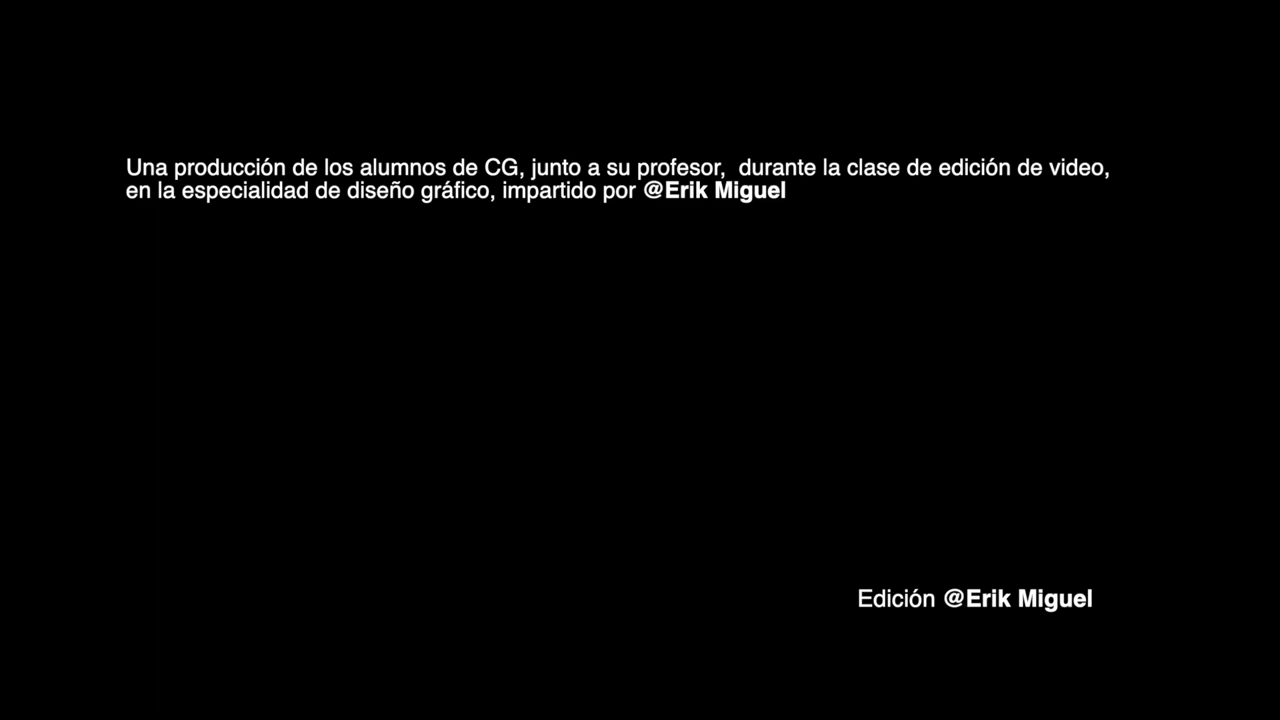 Una producción de los alumnos de CG, junto a su profesor,  durante la clase de edición de video,
en la especialidad de diseño gráfico, impartido por @Erik Miguel
Edición @Erik Miguel